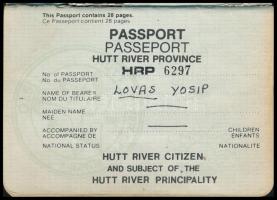 This Passport contains 28 pages.
Ce Passeport contient 28 pages
PASSPORT
PASSEPORT
HUTT RIVER PROVINCE
No of PASSPORT HRP 6297
No du PASSEPORT
NAME OF BEARER LOVAS YOSIP
NOM DU TITULAIRE
MAIDEN NAME
NEE
ACCOMPANIED BY CHILDREN
ACCOMPAGNE DE ENFANTS
NATIONAL STATUS NATIONALITE
HUTT RIVER CITIZEN
AND SUBJECT OF THE
HUTT RIVER PRINCIPALITY